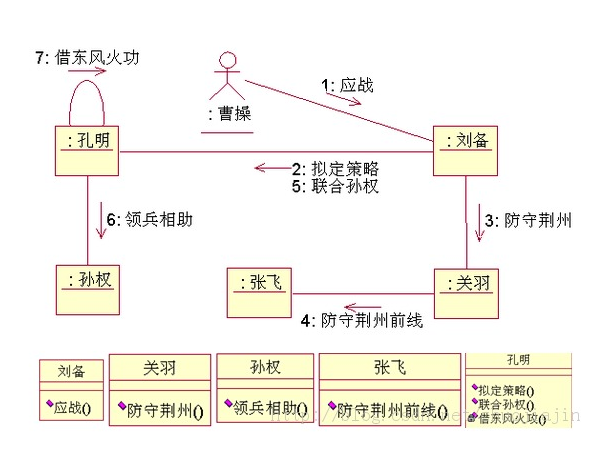 7: 借东风火功
1: 应战
: 曹操
: 孔明
: 刘备
2: 拟定策略
5: 联合孙权
6: 领兵相助
3: 防守荆州
: 孙权
: 张飞
: 关羽
4: 防守荆州前线
刘备
应战()
关羽
防守荆州()
孙权
领兵相助()
张飞
防守荆州前线()
孔明
拟定策略()
联合孙权()
借东风火攻()